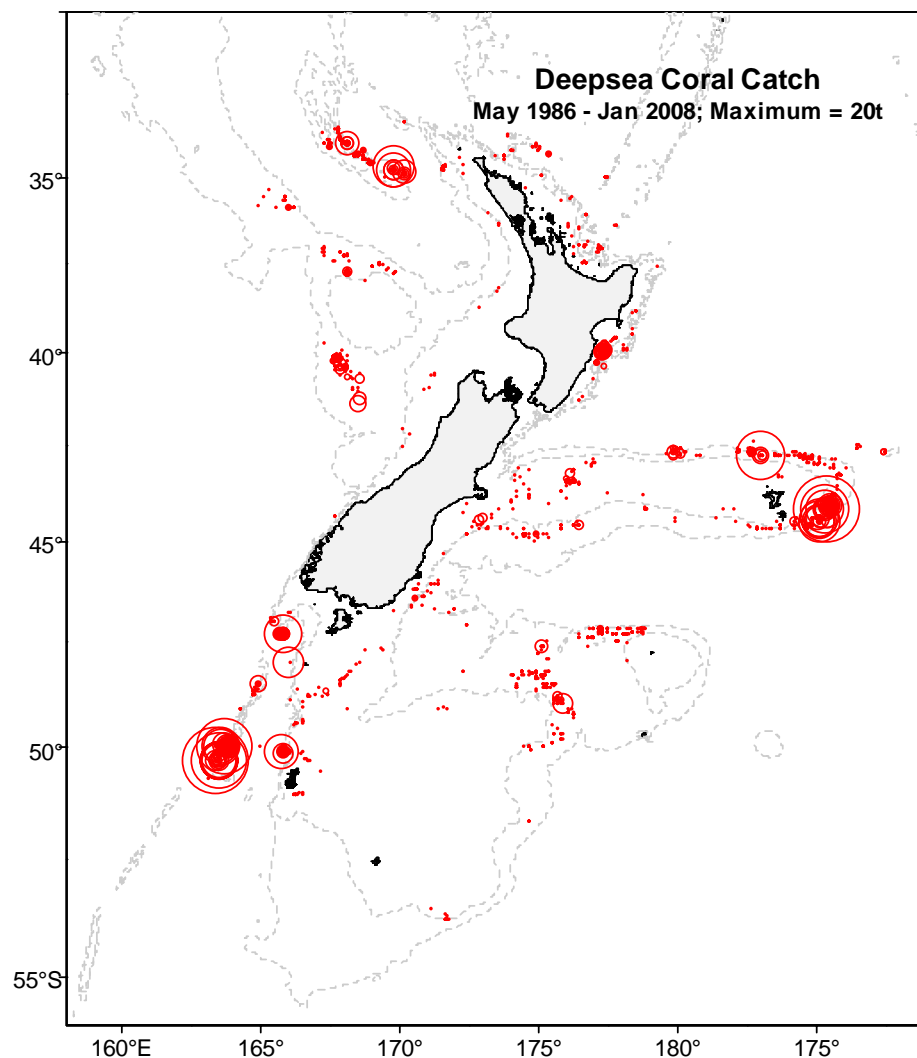 Deepsea Coral Catch
May 1986 - Jan 2008; Maximum = 20t
35°
40°
45°
50°
55°S
160°E 165° 170° 175° 180° 175°